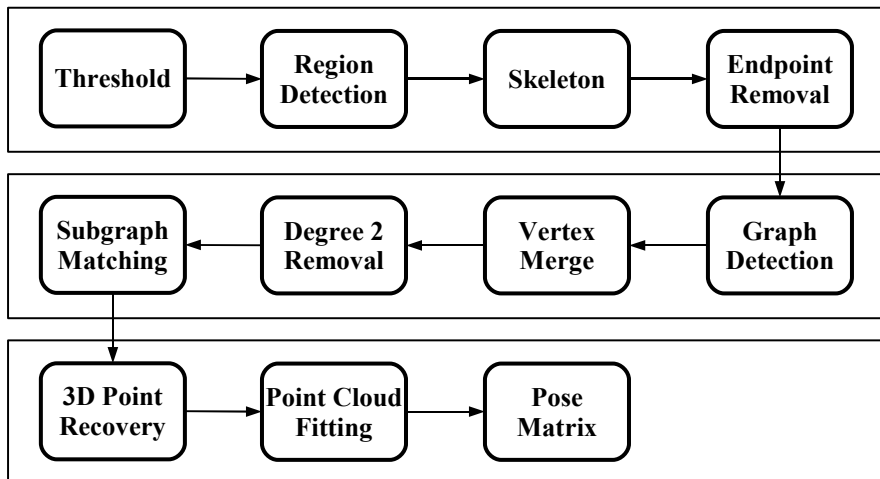 Threshold
Region
Detection
Skeleton
Endpoint
Removal
Subgraph
Matching
Degree 2
Removal
Vertex
Merge
Graph
Detection
3D Point
Recovery
Point Cloud
Fitting
Pose
Matrix